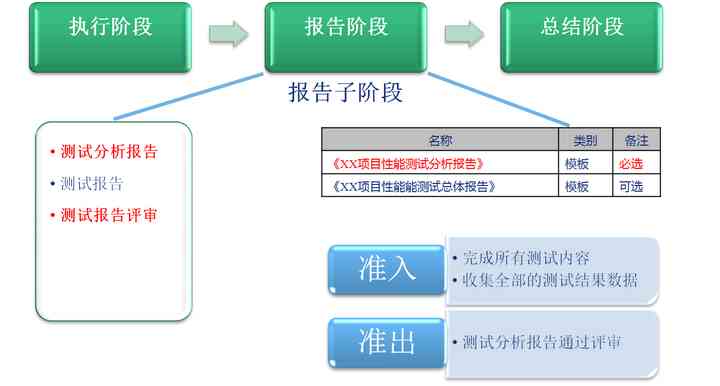 执行阶段
报告阶段
总结阶段
报告子阶段
• 测试分析报告
• 测试报告
• 测试报告评审
名称 类别 备注
《XX项目性能测试分析报告》 模板 必选
《XX项目性能能测试总体报告》 模板 可选
准入
• 完成所有测试内容
• 收集全部的测试结果数据
准出
• 测试分析报告通过评审